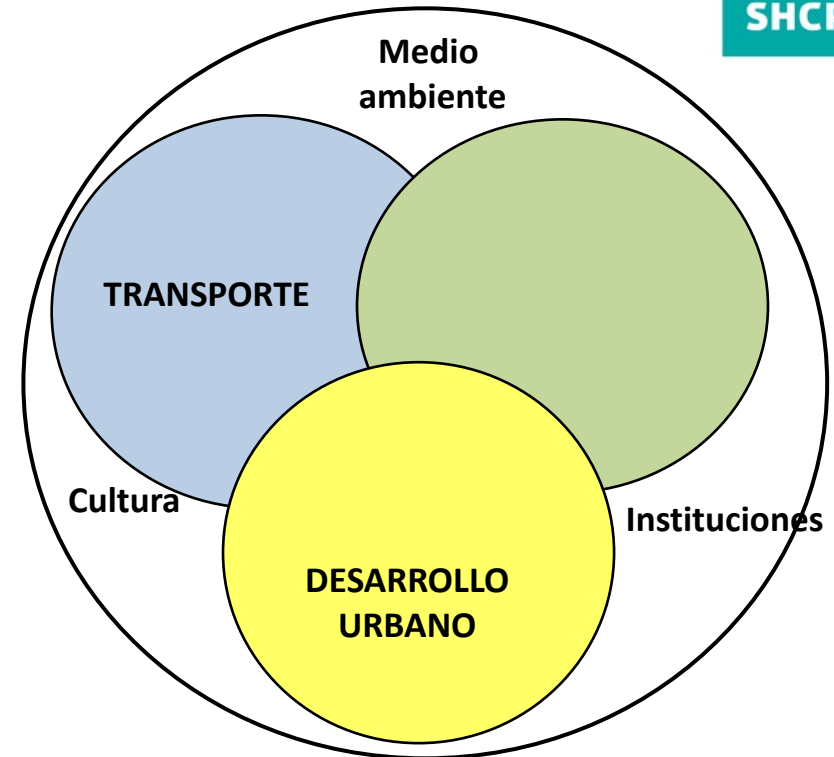 Medio
ambiente
TRANSPORTE
Cultura
Instituciones
DESARROLLO
URBANO